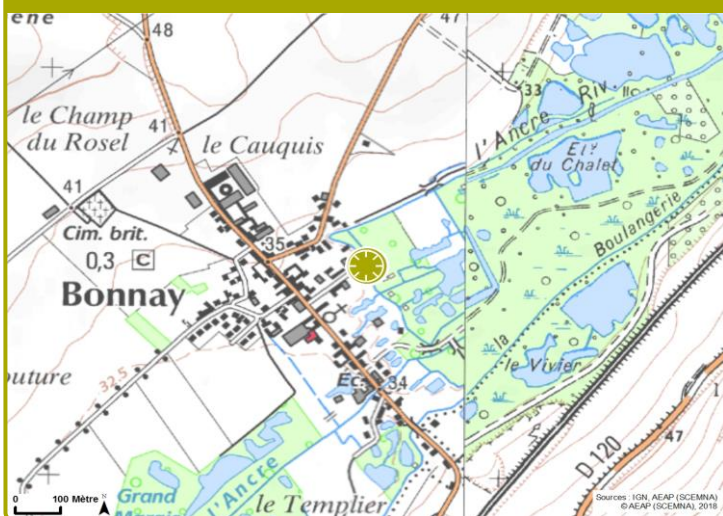 ène
48
47
le Champ
du Rosel
41
le Cauquis
33
l'Ancre Riv.
Et.g
du Chalet
41
Cim. brit.
0,3 C
35
Bonnay
Boulangerie
la
le Vivier
outure
32.5
Éc.
34
D 120
47
l'Ancre
Grand
le Templier
0 100 Mètre N
Sources : IGN, AEAP (SCEMNA)
© AEAP (SCEMNA), 2018